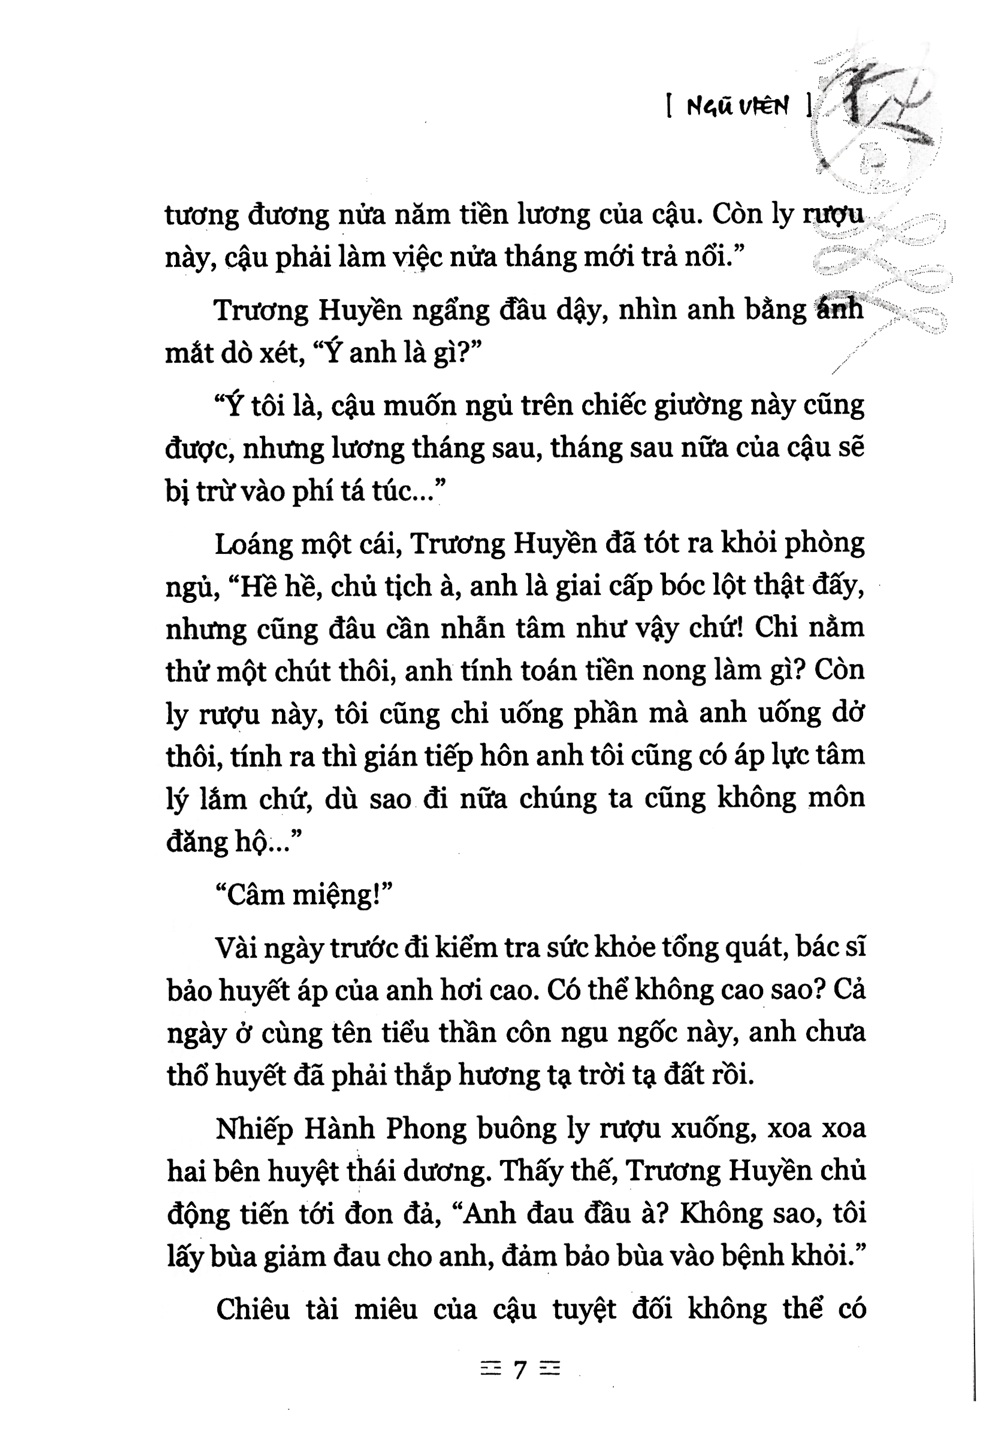 [ NGŨ VIÊN ]
tương đương nửa năm tiền lương của cậu. Còn ly rượu
này, cậu phải làm việc nửa tháng mới trả nổi.”
Trương Huyền ngẩng đầu dậy, nhìn anh bằng ánh
mắt dò xét, “Ý anh là gì?”
“Ý tôi là, cậu muốn ngủ trên chiếc giường này cũng
được, nhưng lương tháng sau, tháng sau nữa của cậu sẽ
bị trừ vào phí tá túc...”
Loáng một cái, Trương Huyền đã tót ra khỏi phòng
ngủ, “Hề hề, chủ tịch à, anh là giai cấp bóc lột thật đấy,
nhưng cũng đâu cần nhẫn tâm như vậy chứ! Chỉ nằm
thử một chút thôi, anh tính toán tiền nong làm gì? Còn
ly rượu này, tôi cũng chỉ uống phần mà anh uống dở
thôi, tính ra thì gián tiếp hôn anh tôi cũng có áp lực tâm
lý lắm chứ, dù sao đi nữa chúng ta cũng không môn
đăng hộ...”
“Câm miệng!”
Vài ngày trước đi kiểm tra sức khỏe tổng quát, bác sĩ
bảo huyết áp của anh hơi cao. Có thể không cao sao? Cả
ngày ở cùng tên tiểu thần côn ngu ngốc này, anh chưa
thổ huyết đã phải thắp hương tạ trời tạ đất rồi.
Nhiếp Hành Phong buông ly rượu xuống, xoa xoa
hai bên huyệt thái dương. Thấy thế, Trương Huyền chủ
động tiến tới đon đả, “Anh đau đầu à? Không sao, tôi
lấy bùa giảm đau cho anh, đảm bảo bùa vào bệnh khỏi.”
Chiêu tài miêu của cậu tuyệt đối không thể có
7